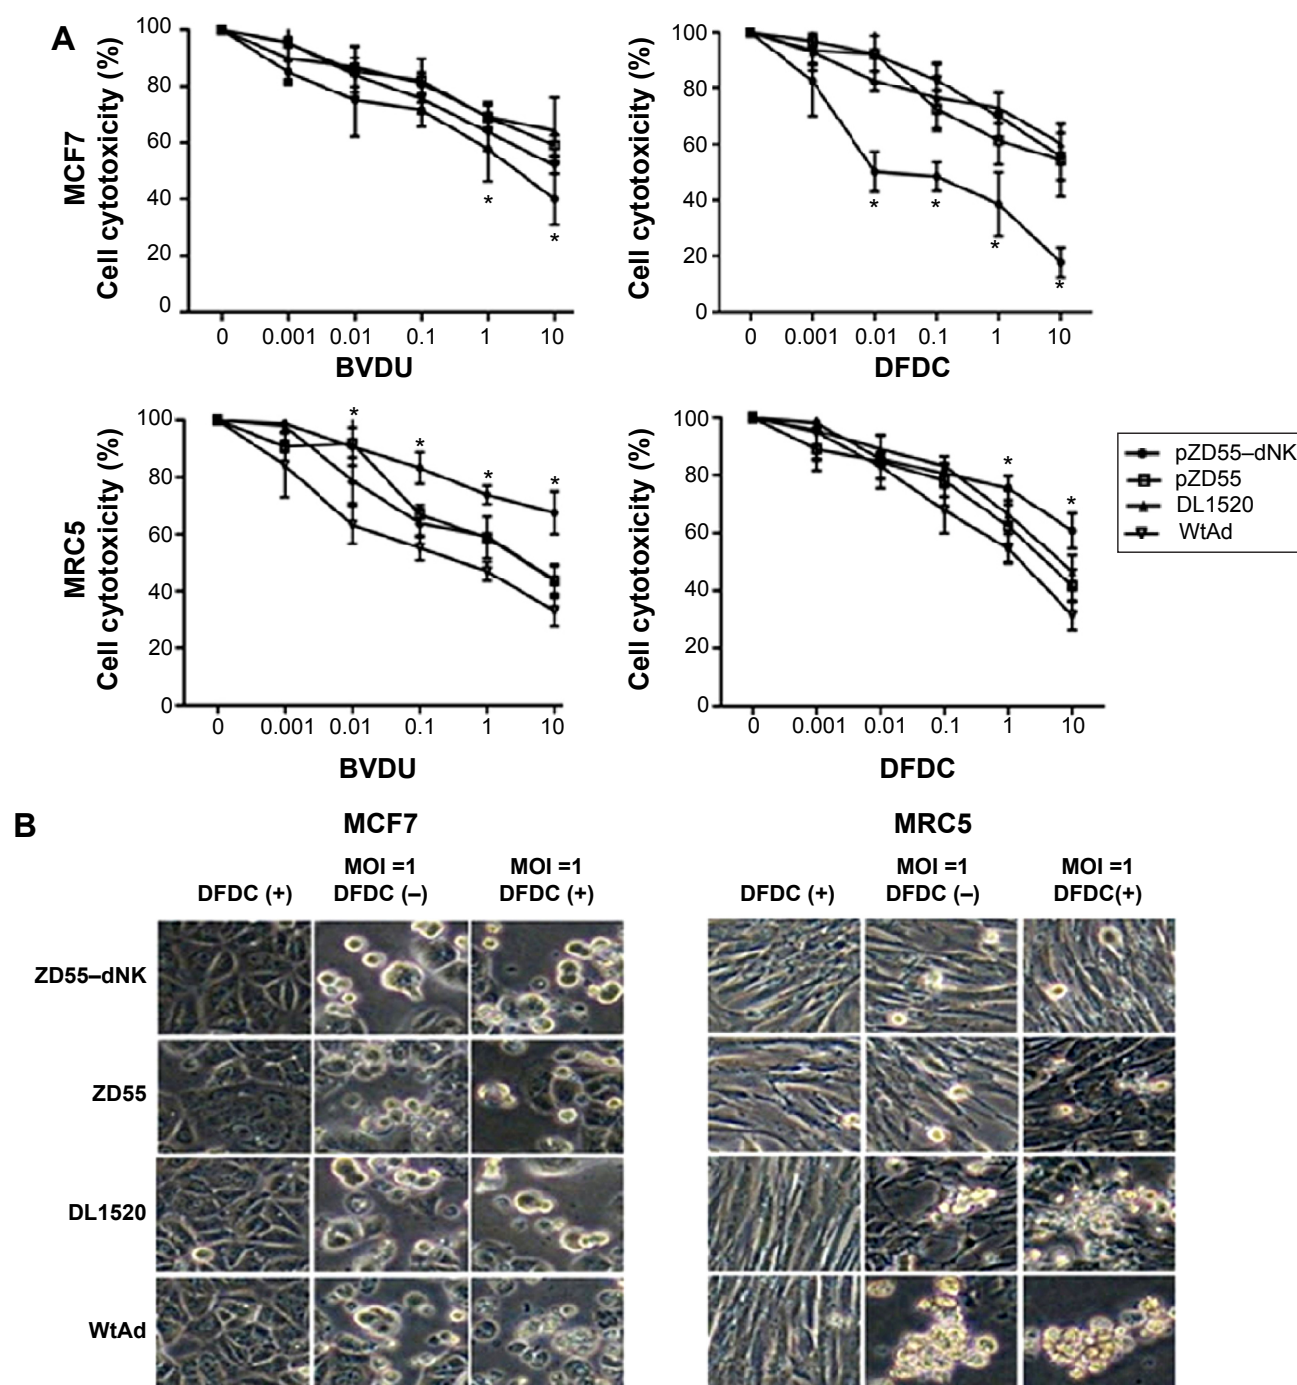 A
MCF7
Cell cytotoxicity (%)
100
80
60
40
20
0
*
*
0 0.001 0.01 0.1 1 10
BVDU
Cell cytotoxicity (%)
100
80
60
40
20
0
* * * *
0 0.001 0.01 0.1 1 10
DFDC
MRC5
Cell cytotoxicity (%)
100
80
60
40
20
0
* * * *
0 0.001 0.01 0.1 1 10
BVDU
Cell cytotoxicity (%)
100
80
60
40
20
0
* *
0 0.001 0.01 0.1 1 10
DFDC
pZD55–dNK
pZD55
DL1520
WtAd
B
MCF7
DFDC (+)
MOI =1
DFDC (–)
MOI =1
DFDC (+)
MRC5
DFDC (+)
MOI =1
DFDC (–)
MOI =1
DFDC(+)
ZD55–dNK
ZD55
DL1520
WtAd